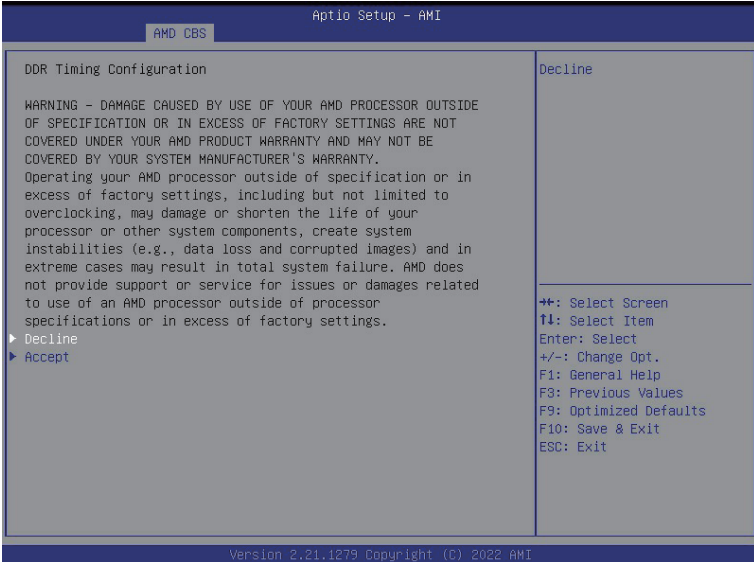 Aptio Setup – AMI
AMD CBS
DDR Timing Configuration
WARNING – DAMAGE CAUSED BY USE OF YOUR AMD PROCESSOR OUTSIDE
OF SPECIFICATION OR IN EXCESS OF FACTORY SETTINGS ARE NOT
COVERED UNDER YOUR AMD PRODUCT WARRANTY AND MAY NOT BE
COVERED BY YOUR SYSTEM MANUFACTURER'S WARRANTY.
Operating your AMD processor outside of specification or in
excess of factory settings, including but not limited to
overclocking, may damage or shorten the life of your
processor or other system components, create system
instabilities (e.g., data loss and corrupted images) and in
extreme cases may result in total system failure. AMD does
not provide support or service for issues or damages related
to use of an AMD processor outside of processor
specifications or in excess of factory settings.
Decline
Accept
Decline
→←: Select Screen
↑↓: Select Item
Enter: Select
+/-: Change Opt.
F1: General Help
F3: Previous Values
F9: Optimized Defaults
F10: Save & Exit
ESC: Exit
Version 2.21.1279 Copyright (C) 2022 AMI